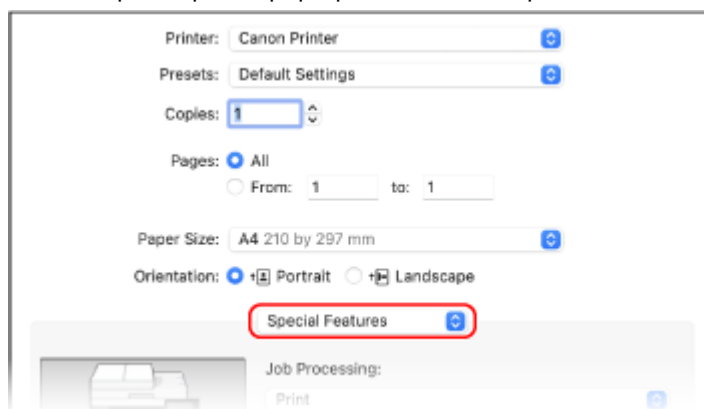 Printer: Canon Printer
Presets: Default Settings
Copies: 1
Pages: All
From: 1 to: 1
Paper Size: A4 210 by 297 mm
Orientation: Portrait Landscape
Special Features
Job Processing:
Print